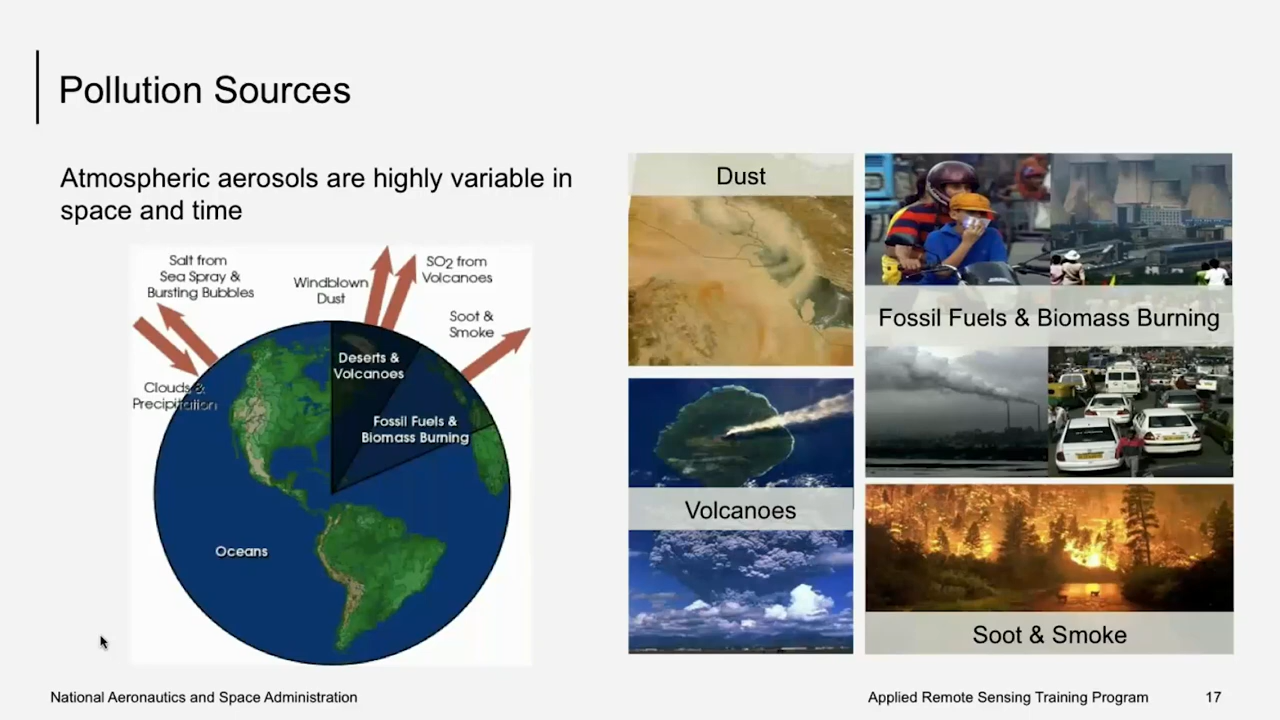 Pollution Sources
Atmospheric aerosols are highly variable in
space and time
Salt from
Sea Spray &
Bursting Bubbles
Windblown
Dust
SO2 from
Volcanoes
Soot &
Smoke
Clouds &
Precipitation
Deserts &
Volcanoes
Fossil Fuels &
Biomass Burning
Oceans
Dust
Volcanoes
Fossil Fuels & Biomass Burning
Soot & Smoke
National Aeronautics and Space Administration
Applied Remote Sensing Training Program
17